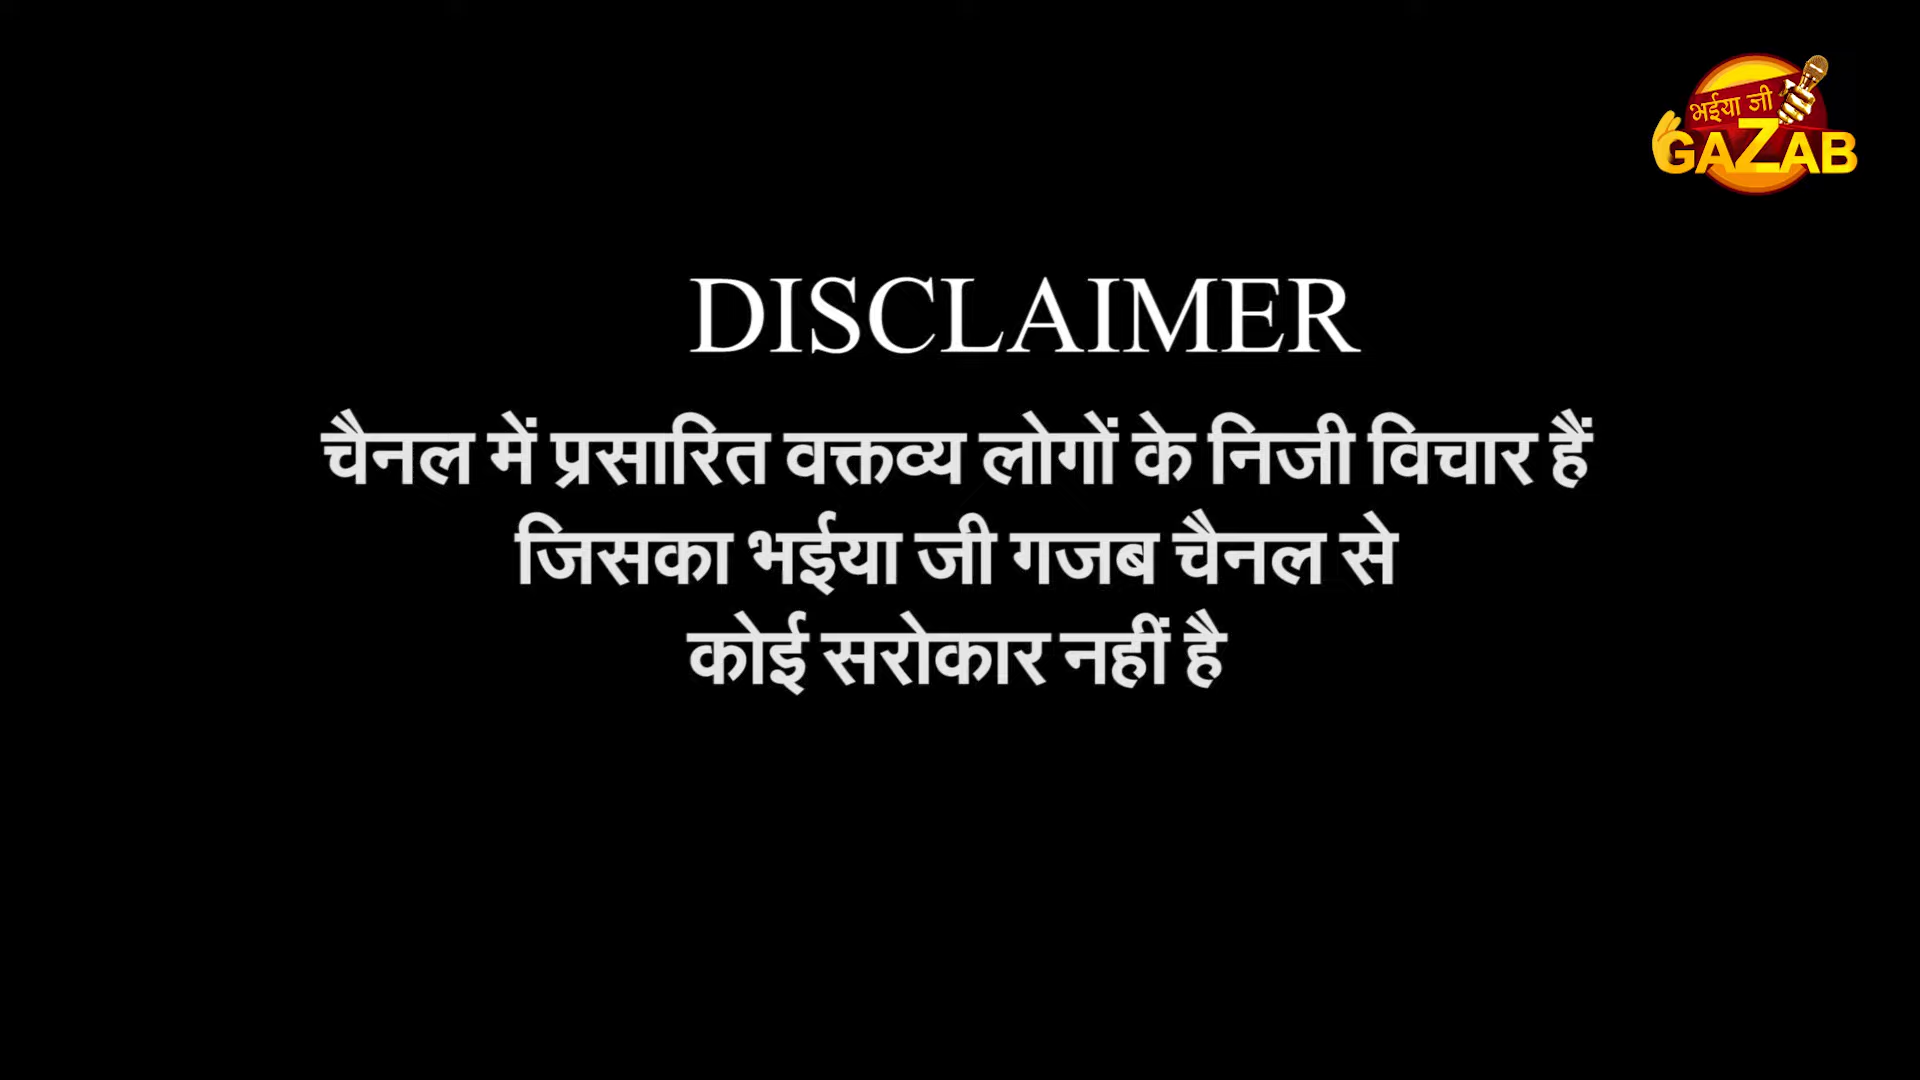 भईया जी
GAZAB
DISCLAIMER
चैनल में प्रसारित वक्तव्य लोगों के निजी विचार हैं
जिसका भईया जी गजब चैनल से
कोई सरोकार नहीं है